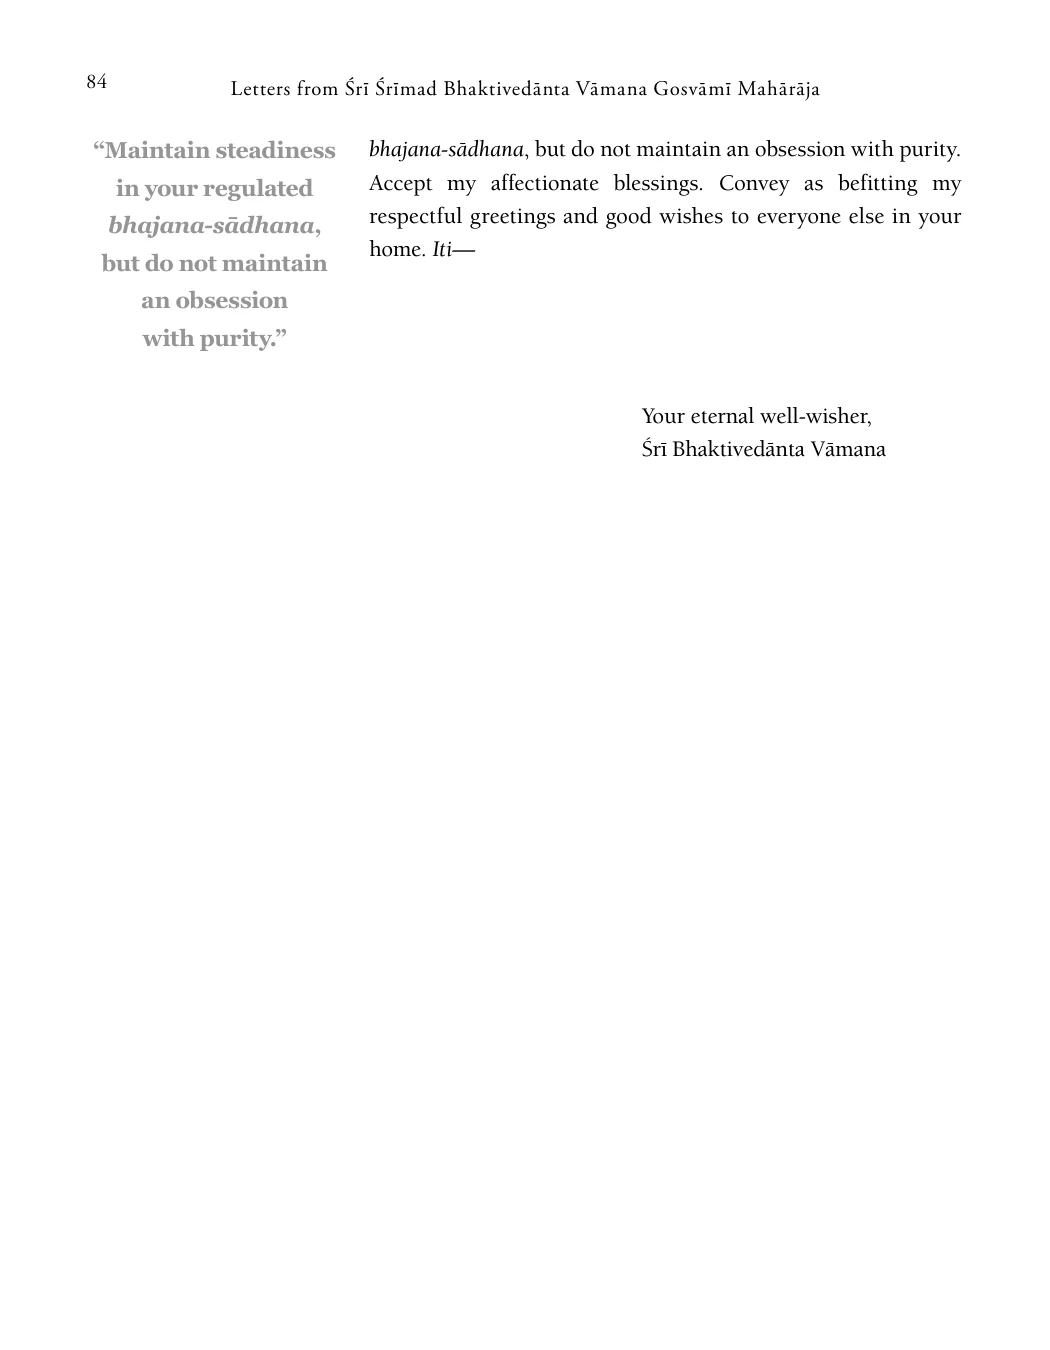 84
Letters from Śrī Śrīmad Bhaktivedānta Vāmana Gosvāmī Mahārāja
“Maintain steadiness
in your regulated
bhajana-sādhana,
but do not maintain
an obsession
with purity.”
bhajana-sādhana, but do not maintain an obsession with purity.
Accept my affectionate blessings. Convey as befitting my
respectful greetings and good wishes to everyone else in your
home. Iti—
Your eternal well-wisher,
Śrī Bhaktivedānta Vāmana